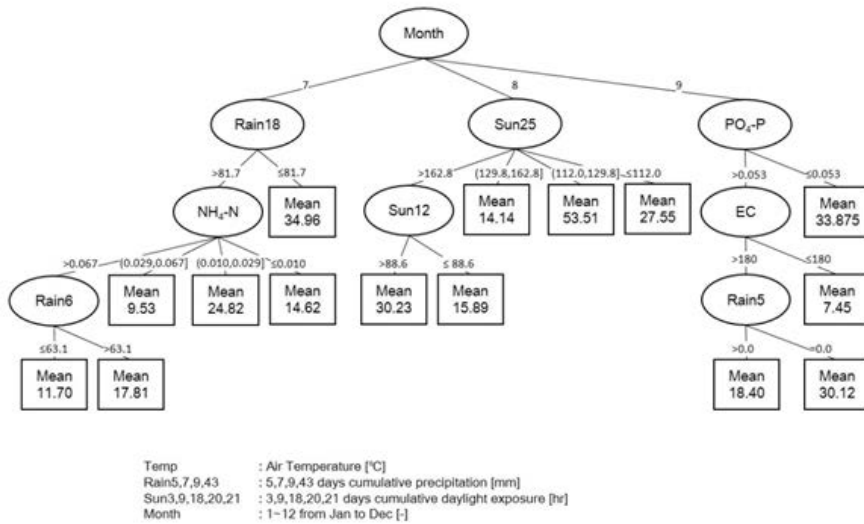 Month
7
8
9
Rain18
Sun25
PO₄-P
>81.7
≤81.7
>162.8
(129.8,162.8]
(112.0,129.8]
≤112.0
>0.053
≤0.053
NH₄-N
Mean
34.96
Sun12
Mean
14.14
Mean
53.51
Mean
27.55
EC
Mean
33.875
>0.067
(0.029,0.067]
(0.010,0.029]
≤0.010
>88.6
≤ 88.6
>180
≤180
Rain6
Mean
9.53
Mean
24.82
Mean
14.62
Mean
30.23
Mean
15.89
Rain5
Mean
7.45
≤63.1
>63.1
>0.0
=0.0
Mean
11.70
Mean
17.81
Mean
18.40
Mean
30.12
Temp : Air Temperature [℃]
Rain5,7,9,43 : 5,7,9,43 days cumulative precipitation [mm]
Sun3,9,18,20,21 : 3,9,18,20,21 days cumulative daylight exposure [hr]
Month : 1~12 from Jan to Dec [-]